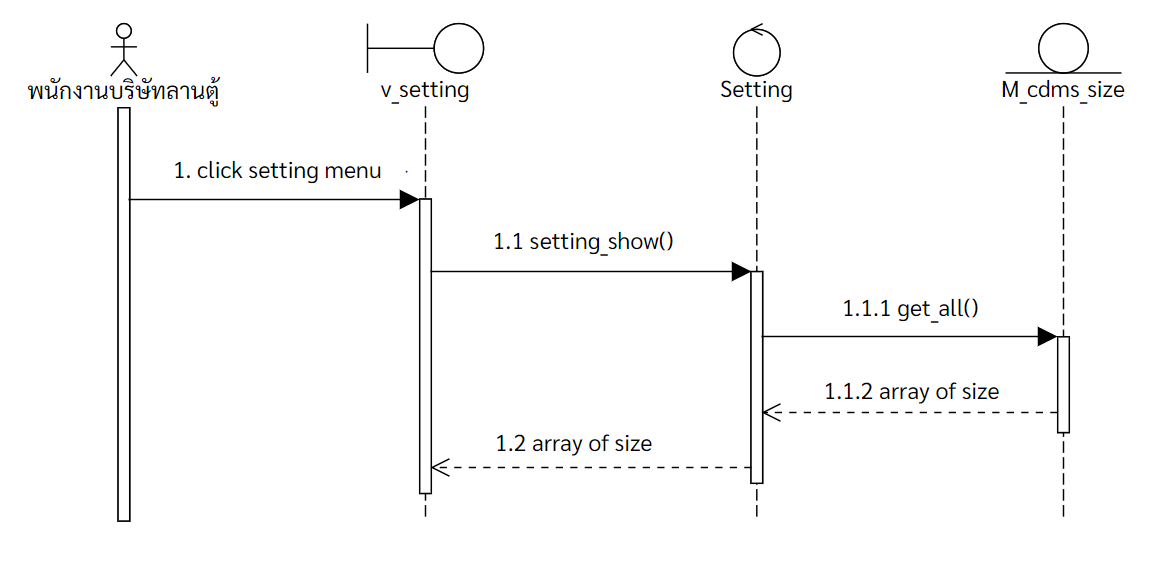 พนักงานบริษัทลานตู้
v_setting
Setting
M_cdms_size
1. click setting menu
1.1 setting_show()
1.1.1 get_all()
1.1.2 array of size
1.2 array of size